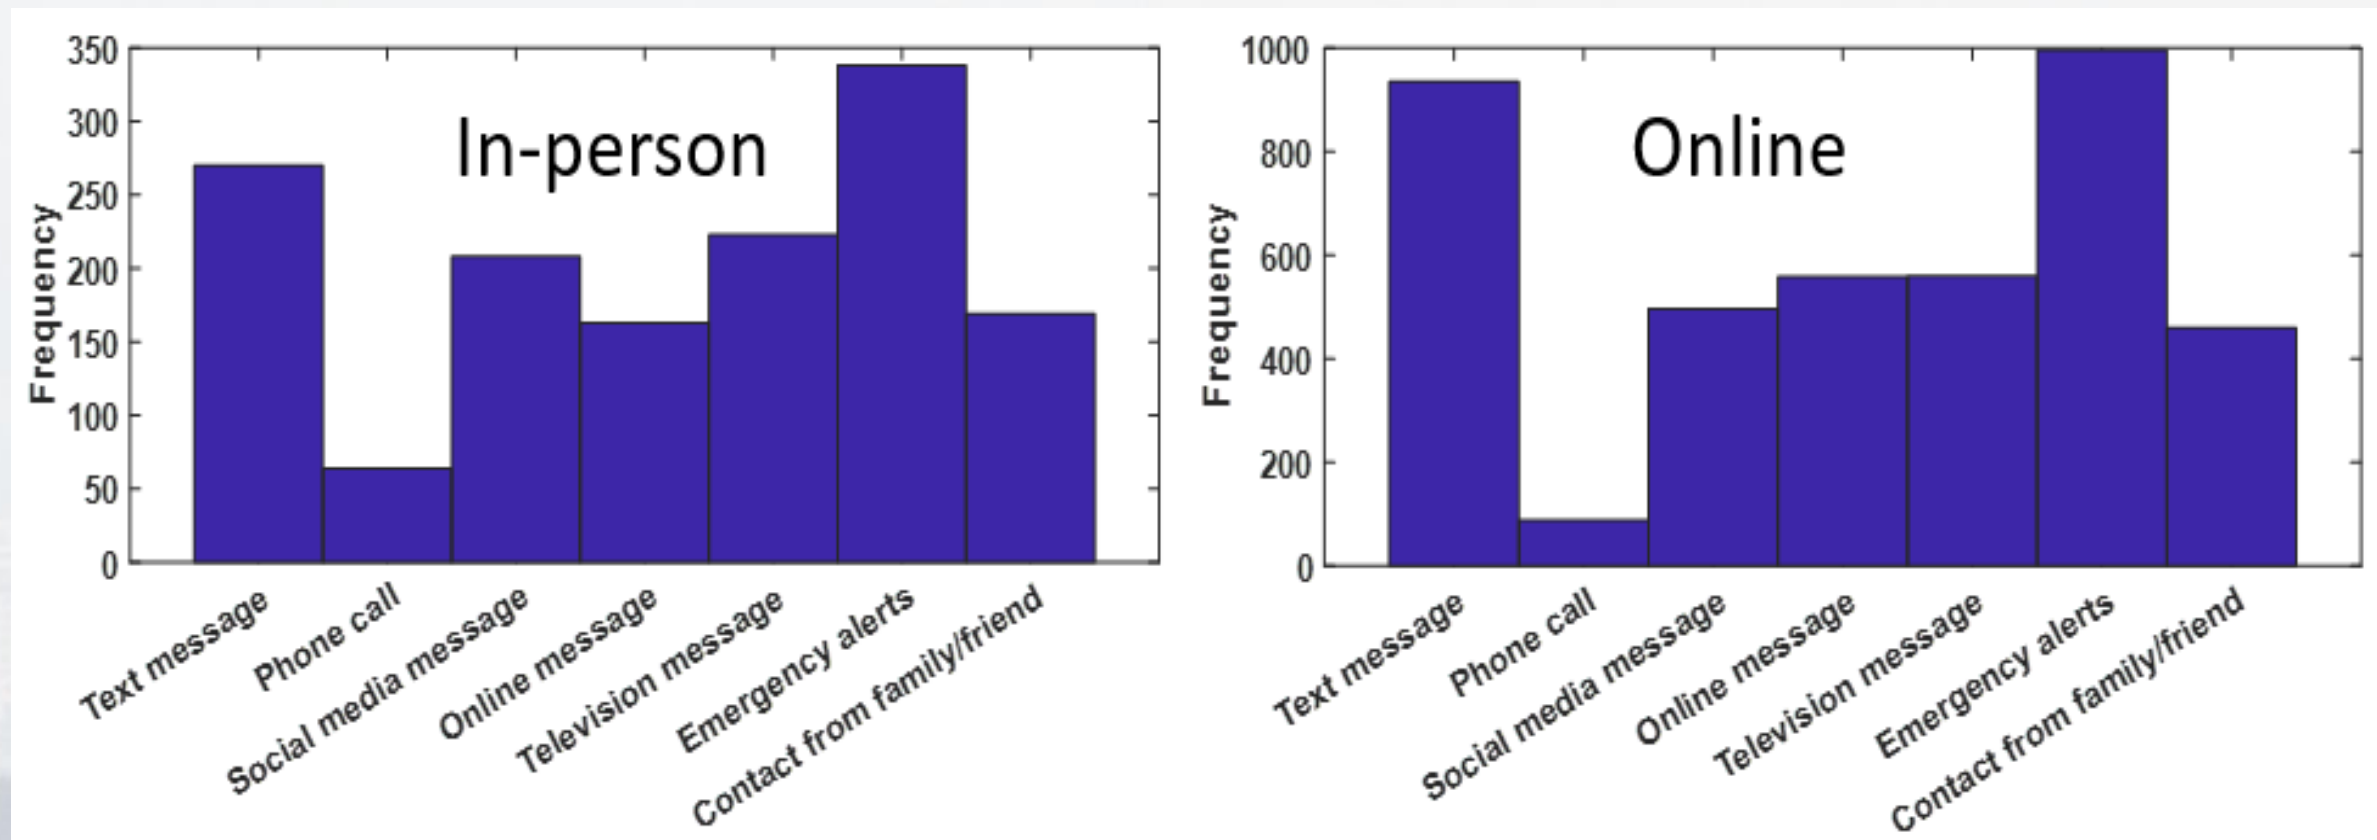 In-person
Frequency
350
300
250
200
150
100
50
0
Text message
Phone call
Social media message
Online message
Television message
Emergency alerts
Contact from family/friend
Online
Frequency
1000
800
600
400
200
0
Text message
Phone call
Social media message
Online message
Television message
Emergency alerts
Contact from family/friend